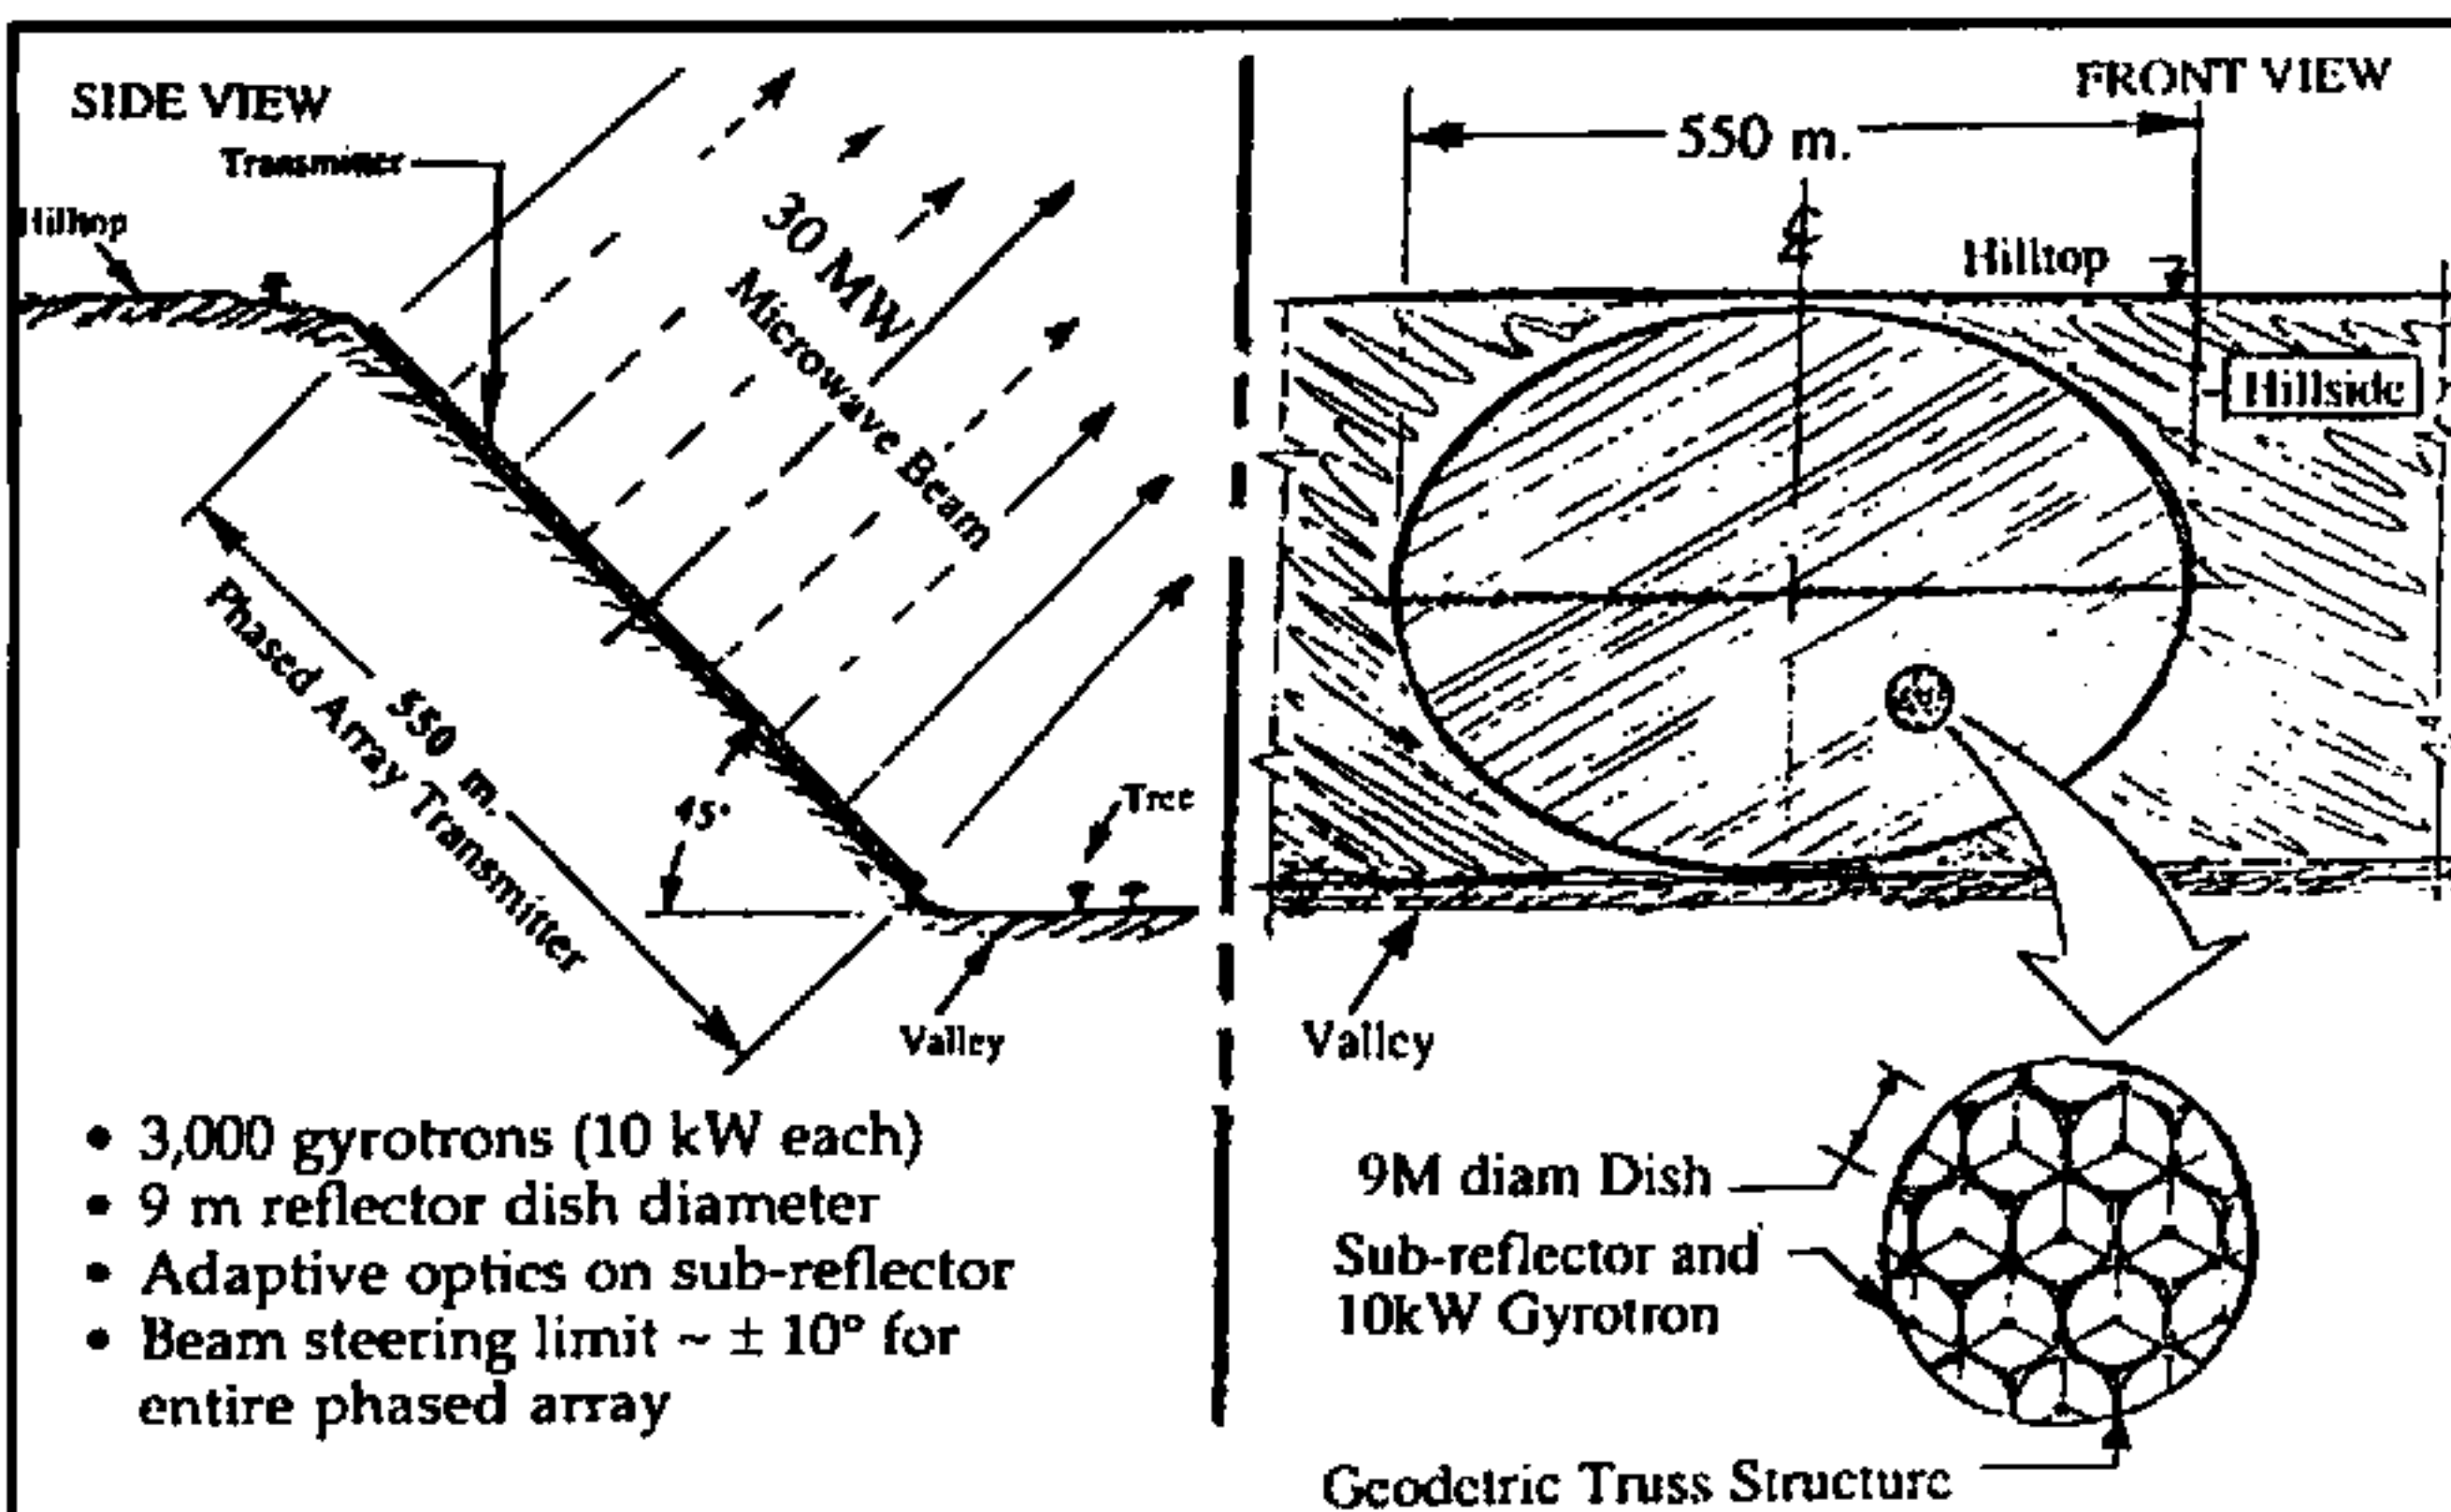 SIDE VIEW
Transmitter
Hilltop
30 MW
Microwave Beam
550 m.
Phased Array Transmitter
45°
Tree
Valley
• 3,000 gyrotrons (10 kW each)
• 9 m reflector dish diameter
• Adaptive optics on sub-reflector
• Beam steering limit ~ ± 10° for
entire phased array
FRONT VIEW
550 m.
Hilltop
Hillside
Valley
9M diam Dish
Sub-reflector and
10kW Gyrotron
Geodetric Truss Structure